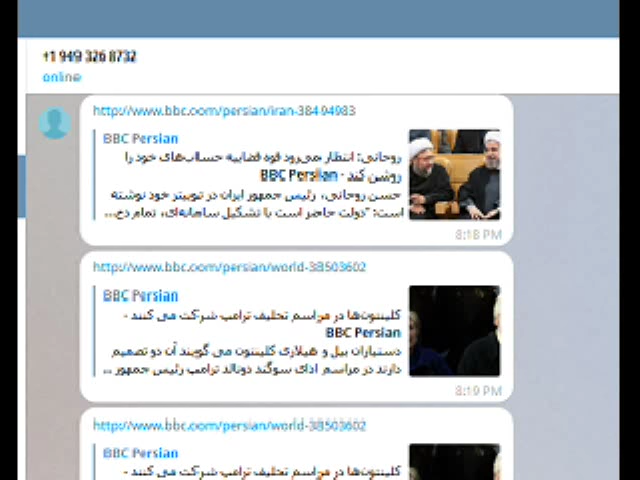 +1 949 326 8732
online
http://www.bbc.com/persian/iran-38494983
BBC Persian
روحانی: انتظار می‌رود قوه قضاییه حساب‌های خود را
روشن کند - BBC Persian
حسن روحانی، رئیس جمهور ایران در توییتر خود نوشته
است: "دولت حاضر است با تشکیل سامانه‌ای، تمام دخ...
8:18 PM
http://www.bbc.com/persian/world-38503602
BBC Persian
کلینتون‌ها در مراسم تحلیف ترامپ شرکت می کنند -
BBC Persian
دستیاران بیل و هیلاری کلینتون می گویند آن دو تصمیم
دارند در مراسم ادای سوگند دونالد ترامپ رئیس جمهور ...
8:19 PM
http://www.bbc.com/persian/world-38503602
BBC Persian
کلینتون‌ها در مراسم تحلیف ترامپ شرکت می کنند -